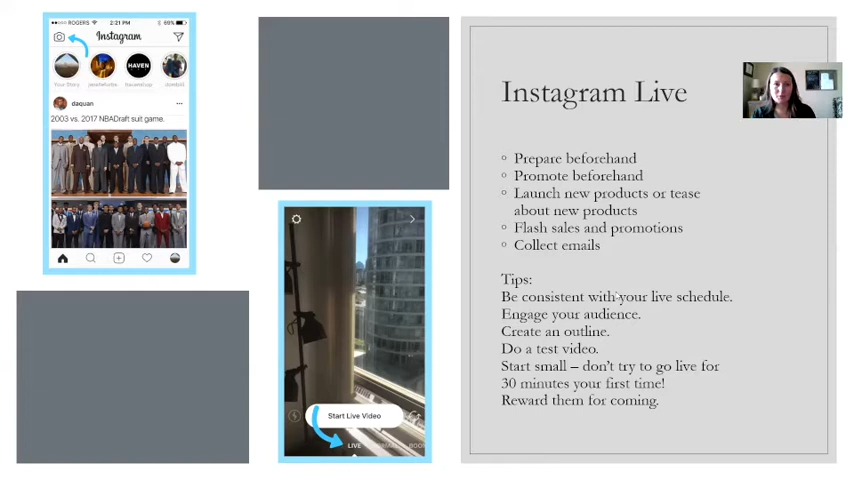 ROGERS
2:21 PM
69%
Instagram
HAVEN
Your Story
daquan
2003 vs. 2017 NBADraft suit game.
Start Live Video
LIVE
Instagram Live
Prepare beforehand
Promote beforehand
Launch new products or tease
about new products
Flash sales and promotions
Collect emails
Tips:
Be consistent with your live schedule.
Engage your audience.
Create an outline.
Do a test video.
Start small – don’t try to go live for
30 minutes your first time!
Reward them for coming.